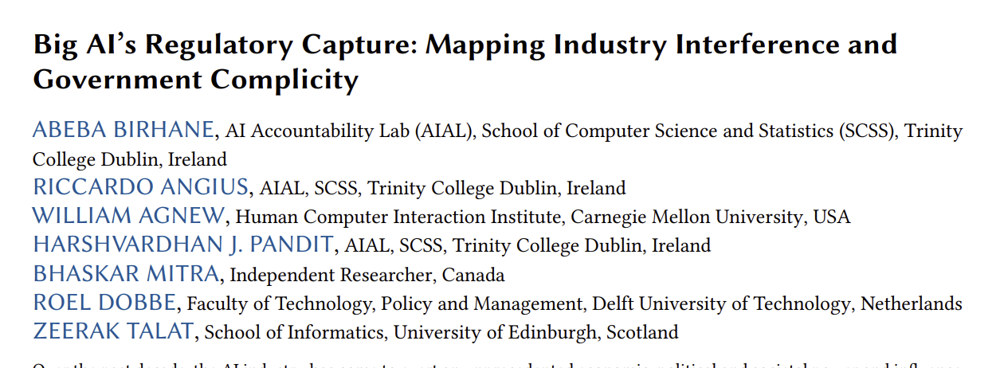 Big AI’s Regulatory Capture: Mapping Industry Interference and
Government Complicity
ABEBA BIRHANE, AI Accountability Lab (AIAL), School of Computer Science and Statistics (SCSS), Trinity
College Dublin, Ireland
RICCARDO ANGIUS, AIAL, SCSS, Trinity College Dublin, Ireland
WILLIAM AGNEW, Human Computer Interaction Institute, Carnegie Mellon University, USA
HARSHVARDHAN J. PANDIT, AIAL, SCSS, Trinity College Dublin, Ireland
BHASKAR MITRA, Independent Researcher, Canada
ROEL DOBBE, Faculty of Technology, Policy and Management, Delft University of Technology, Netherlands
ZEERAK TALAT, School of Informatics, University of Edinburgh, Scotland